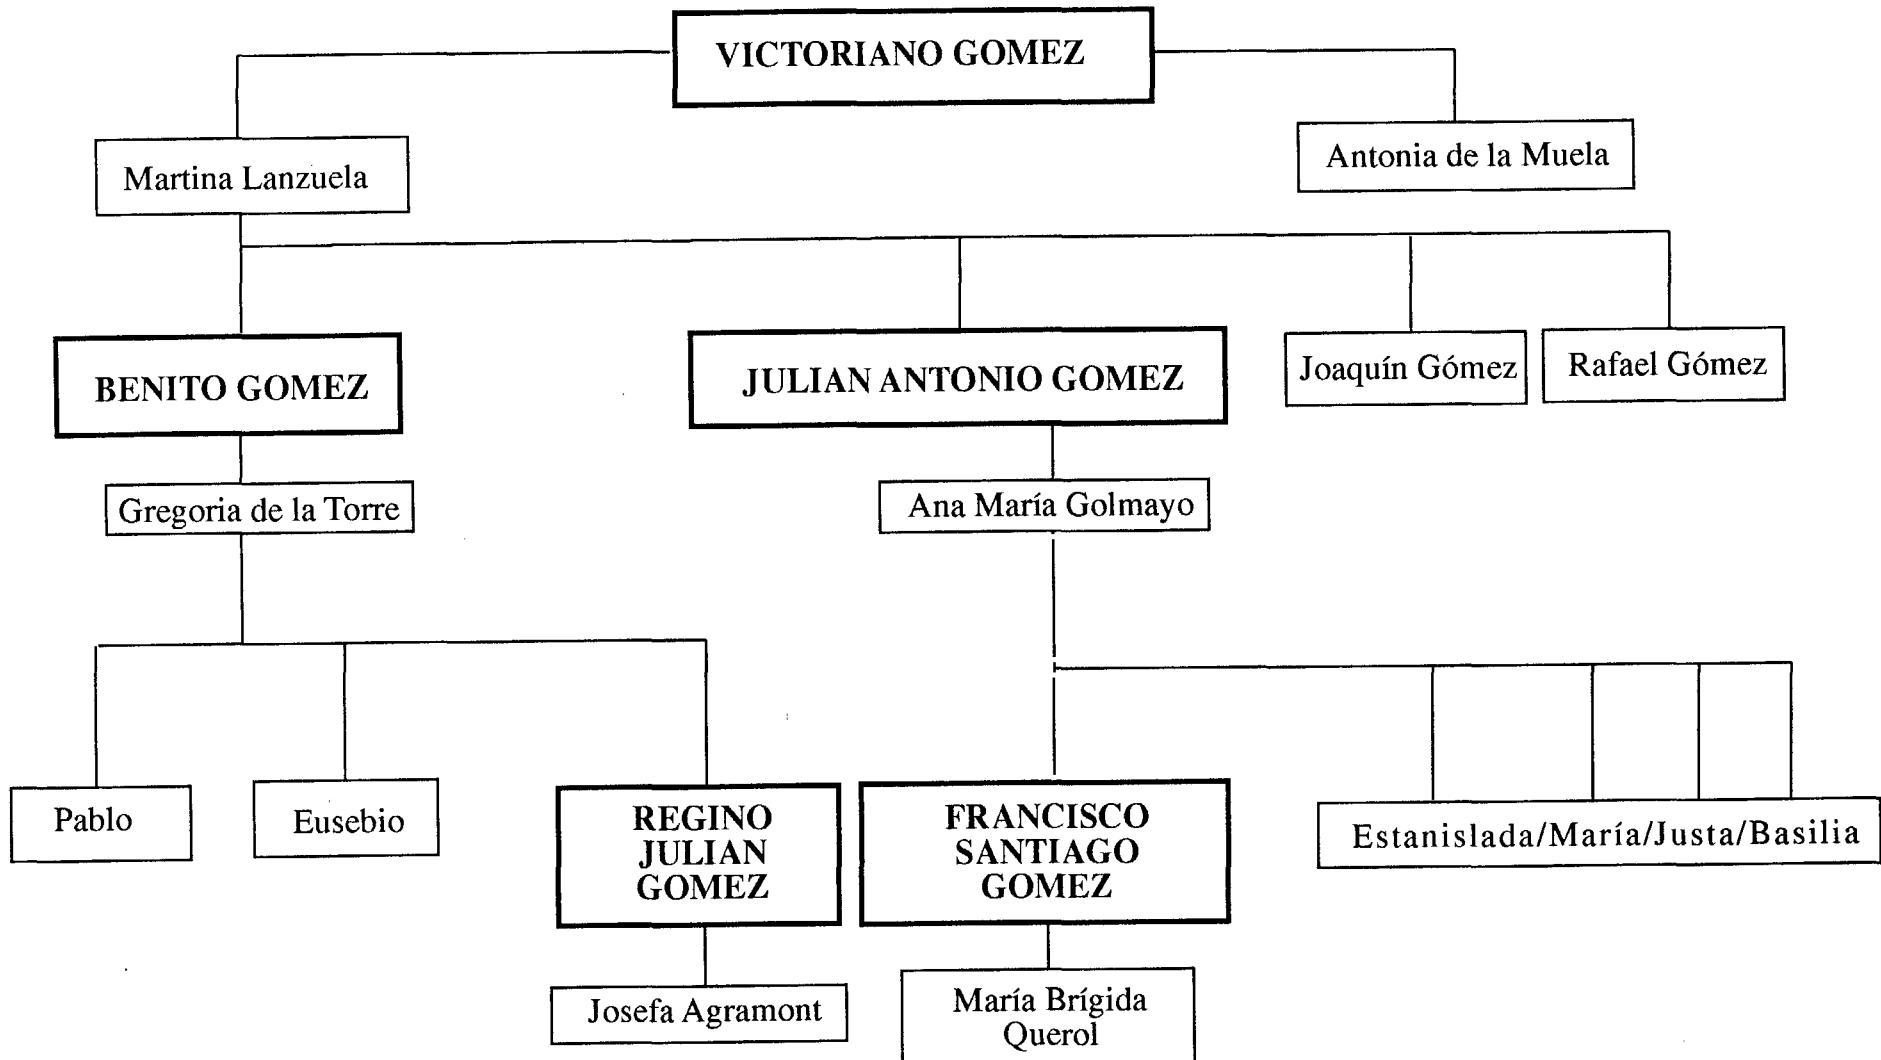 VICTORIANO GOMEZ
Martina Lanzuela
Antonia de la Muela
BENITO GOMEZ
JULIAN ANTONIO GOMEZ
Joaquín Gómez
Rafael Gómez
Gregoria de la Torre
Ana María Golmayo
Pablo
Eusebio
REGINO
JULIAN
GOMEZ
FRANCISCO
SANTIAGO
GOMEZ
Estanislada/María/Justa/Basilia
Josefa Agramont
María Brígida
Querol